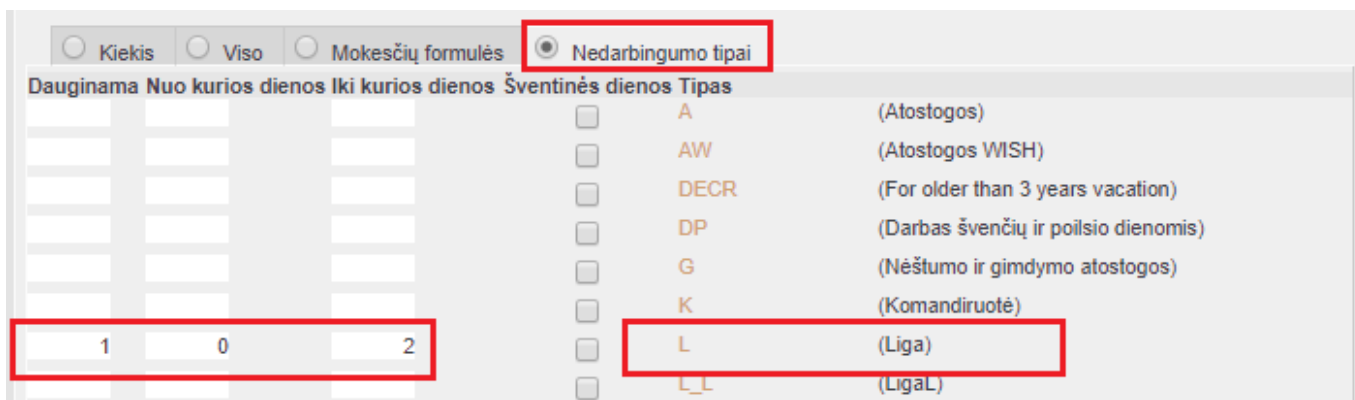 Kiekis Viso Mokesčių formulės Nedarbingumo tipai
Dauginama Nuo kurios dienos Iki kurios dienos Šventinės dienos Tipas
A (Atostogos)
AW (Atostogos WISH)
DECR (For older than 3 years vacation)
DP (Darbas švenčių ir poilsio dienomis)
G (Nėštumo ir gimdymo atostogos)
K (Komandiruotė)
1 0 2 L (Liga)
L_L (LigaL)